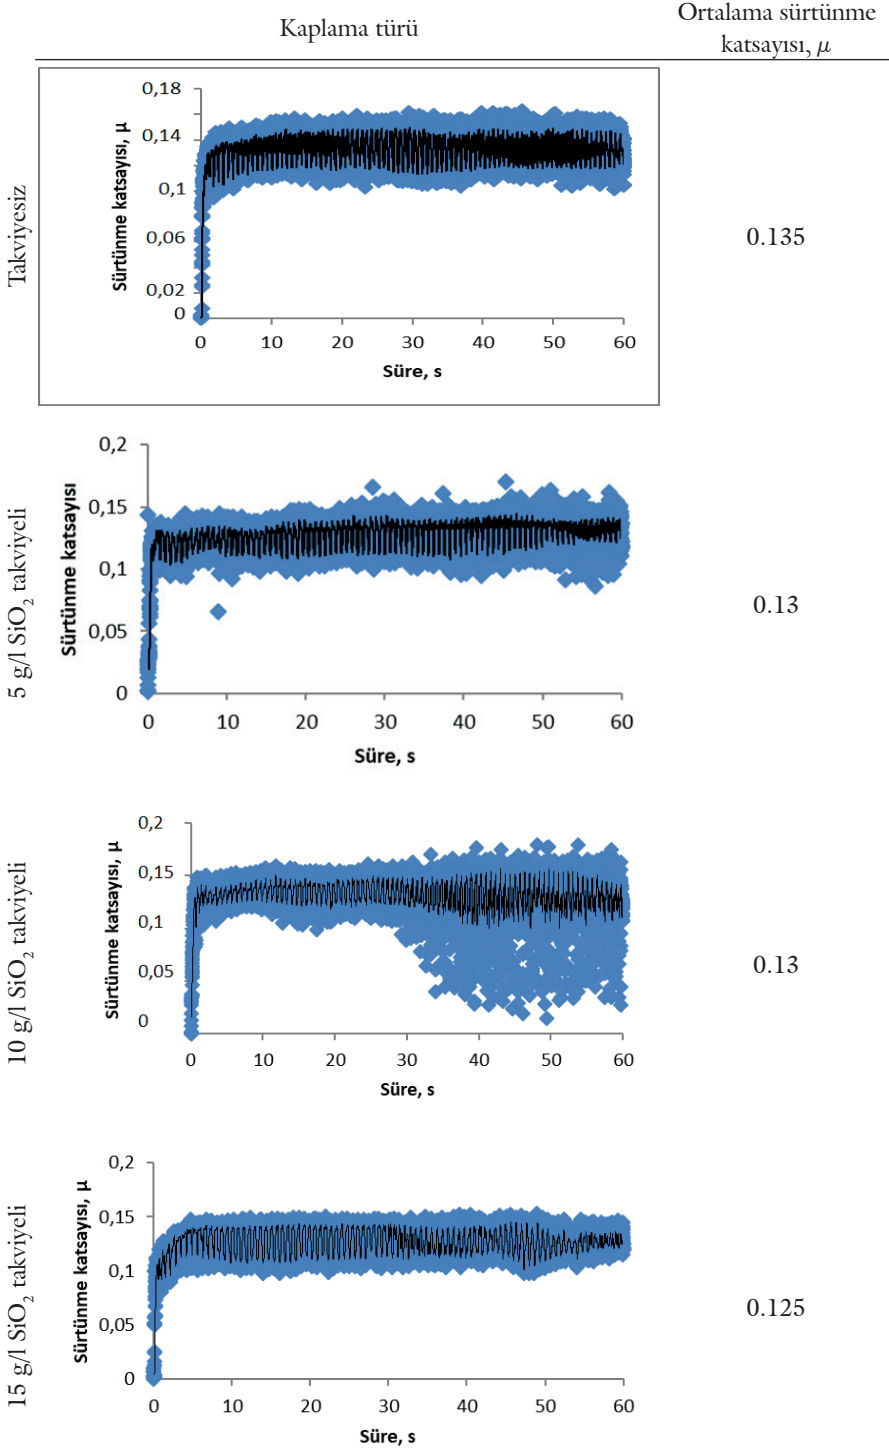 Kaplama türü
Ortalama sürtünme
katsayısı, μ
Takviyesiz
Sürtünme katsayısı, μ
0,18
0,14
0,1
0,06
0,02
0
0 10 20 30 40 50 60
Süre, s
0.135
5 g/l SiO₂ takviyeli
Sürtünme katsayısı
0,2
0,15
0,1
0,05
0
0 10 20 30 40 50 60
Süre, s
0.13
10 g/l SiO₂ takviyeli
Sürtünme katsayısı, μ
0,2
0,15
0,1
0,05
0
0 10 20 30 40 50 60
Süre, s
0.13
15 g/l SiO₂ takviyeli
Sürtünme katsayısı, μ
0,2
0,15
0,1
0,05
0
0 10 20 30 40 50 60
Süre, s
0.125